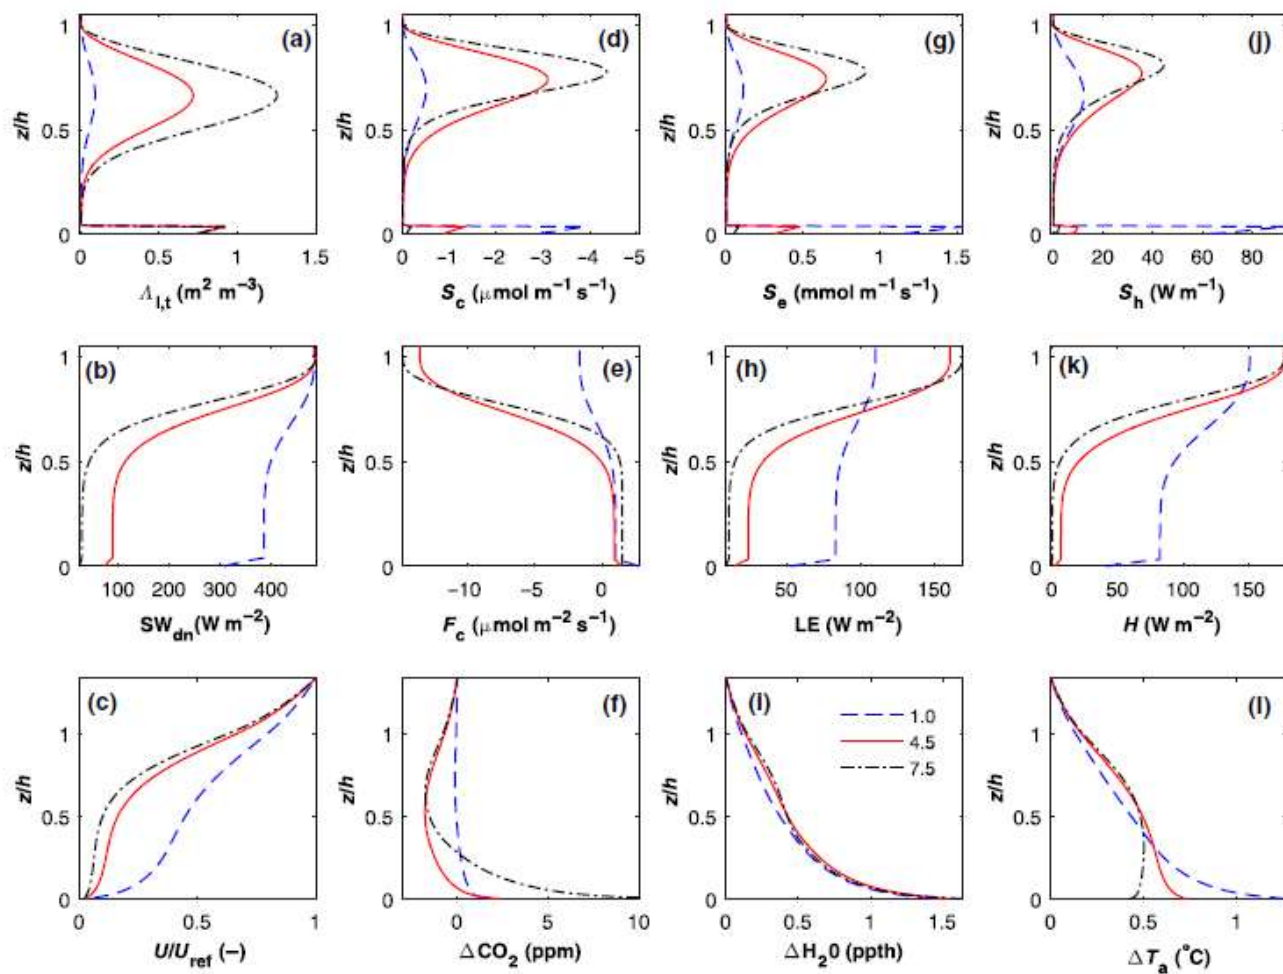 1
(a)
z/h
0.5
0
0 0.5 1 1.5
Λl,t (m² m⁻³)
(d)
1
z/h
0.5
0
0 -1 -2 -3 -4 -5
Sc (μmol m⁻¹ s⁻¹)
(g)
1
z/h
0.5
0
0 0.5 1 1.5
Se (mmol m⁻¹ s⁻¹)
(j)
1
z/h
0.5
0
0 20 40 60 80
Sh (W m⁻¹)
1
(b)
z/h
0.5
0
100 200 300 400
SWdn(W m⁻²)
1
(e)
z/h
0.5
0
-10 -5 0
Fc (μmol m⁻² s⁻¹)
1
(h)
z/h
0.5
0
50 100 150
LE (W m⁻²)
1
(k)
z/h
0.5
0
0 50 100 150
H (W m⁻²)
(c)
1
z/h
0.5
0
0 0.5 1
U/Uref (–)
(f)
1
z/h
0.5
0
0 5 10
ΔCO₂ (ppm)
(i)
1.0
4.5
7.5
1
z/h
0.5
0
0 0.5 1 1.5
ΔH₂0 (ppth)
(l)
1
z/h
0.5
0
0 0.5 1
ΔTa (°C)